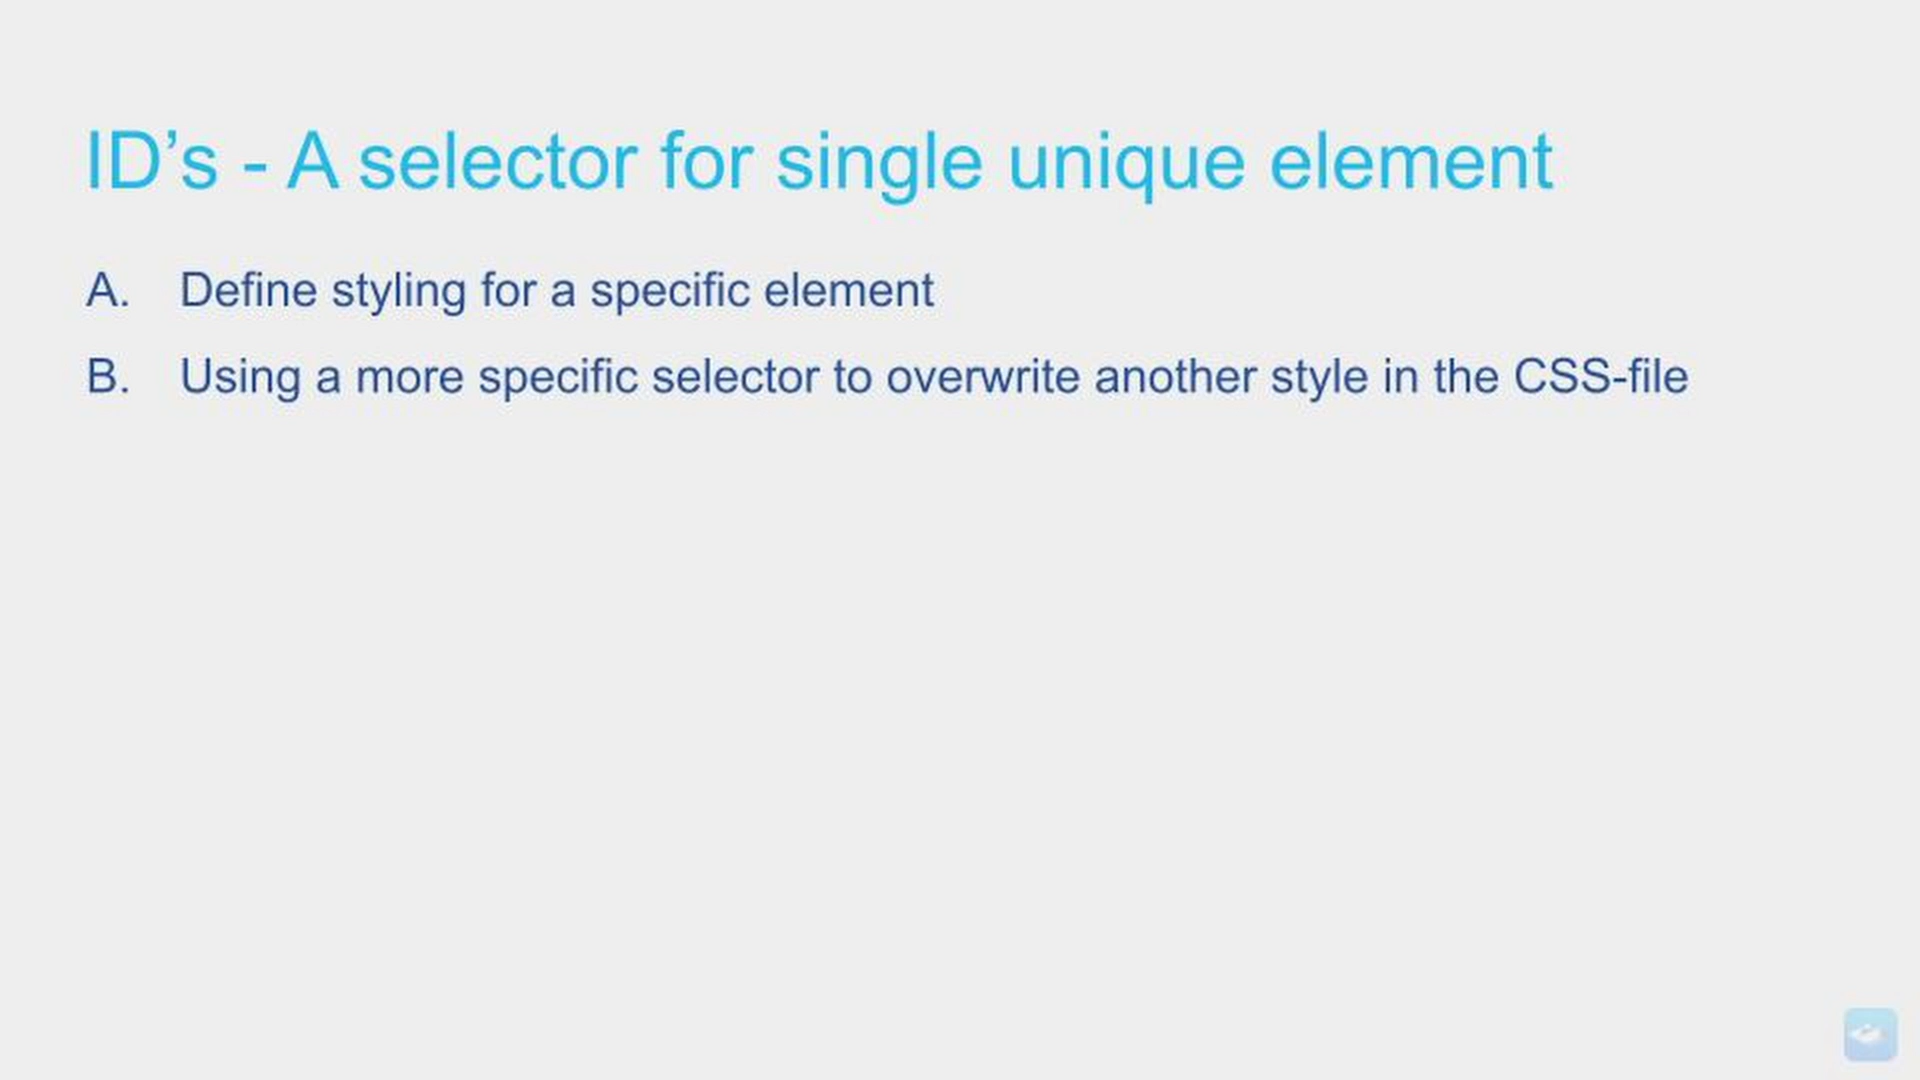 ID’s - A selector for single unique element
A. Define styling for a specific element
B. Using a more specific selector to overwrite another style in the CSS-file